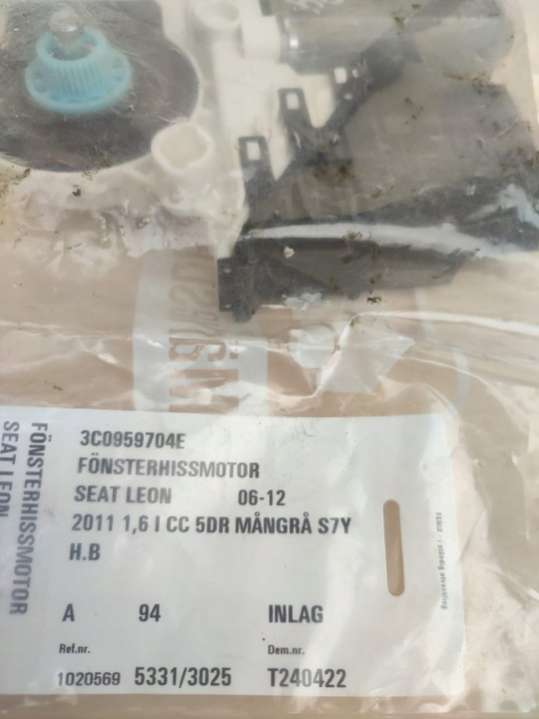 3C0959704E
FÖNSTERHISSMOTOR
SEAT LEON 06-12
2011 1,6 I CC 5DR MÅNGRÅ S7Y
H.B
A 94 INLAG
Ref.nr. Dem.nr.
1020569 5331/3025 T240422
FÖNSTERHISSMOTOR
SEAT LEON